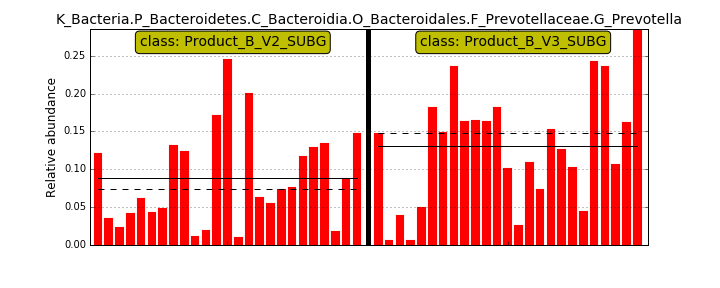 K_Bacteria.P_Bacteroidetes.C_Bacteroidia.O_Bacteroidales.F_Prevotellaceae.G_Prevotella
class: Product_B_V2_SUBG class: Product_B_V3_SUBG
0.25
0.20
0.15
0.10
0.05
0.00
Relative abundance